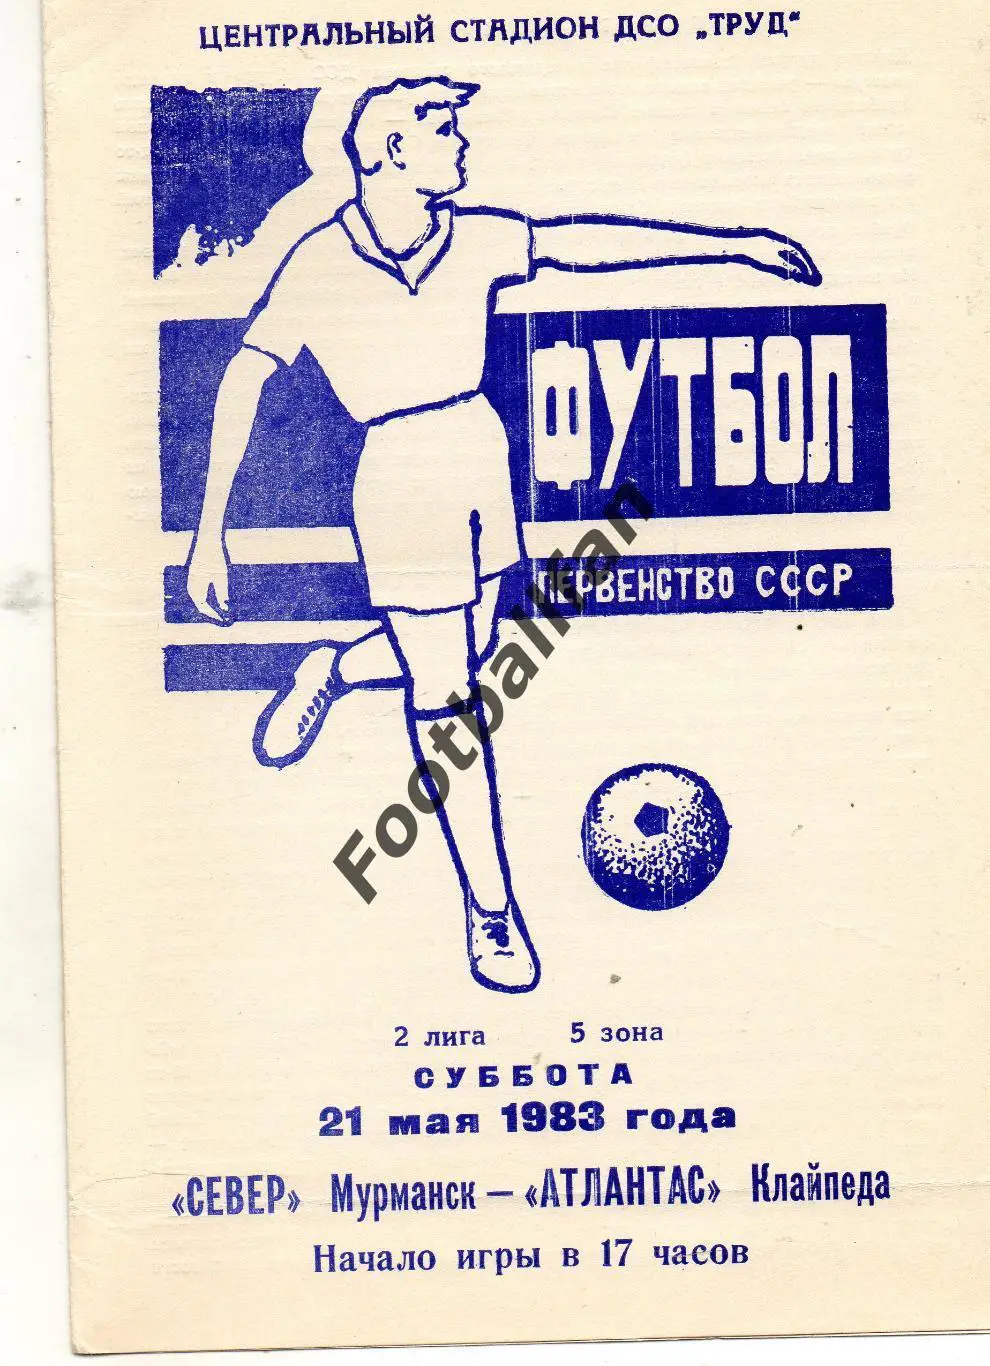 ЦЕНТРАЛЬНЫЙ СТАДИОН ДСО „ТРУД“
ФУТБОЛ
ПЕРВЕНСТВО СССР
Footballfan
2 лига 5 зона
СУББОТА
21 мая 1983 года
«СЕВЕР» Мурманск — «АТЛАНТАС» Клайпеда
Начало игры в 17 часов